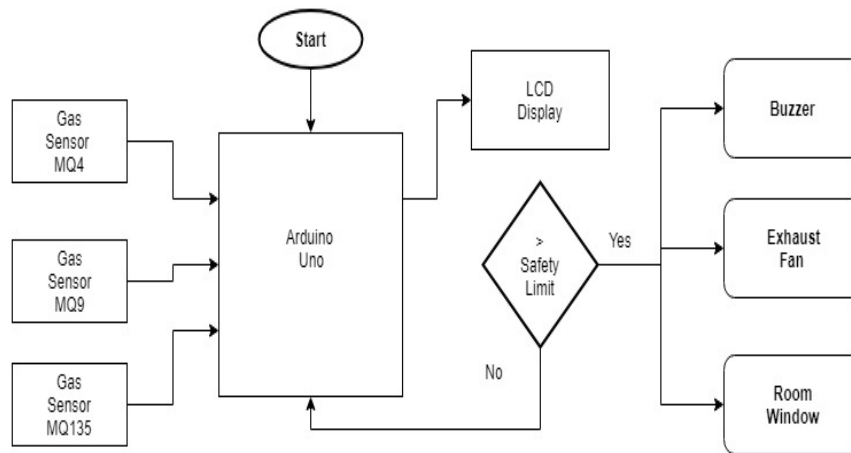 Start
Gas
Sensor
MQ4
Gas
Sensor
MQ9
Gas
Sensor
MQ135
Arduino
Uno
LCD
Display
>
Safety
Limit
Yes
No
Buzzer
Exhaust
Fan
Room
Window